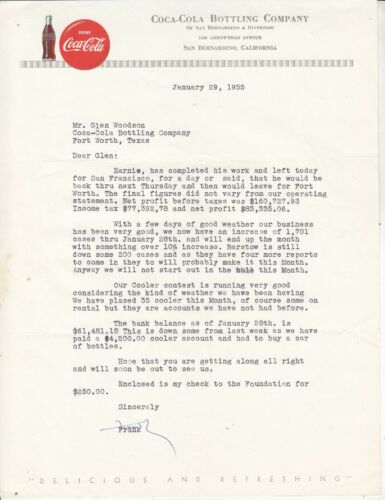 DRINK
Coca-Cola
COCA-COLA BOTTLING COMPANY
OF SAN BERNARDINO & RIVERSIDE
ARROWHEAD AVENUE
SAN BERNARDINO, CALIFORNIA
January 29, 1955
Mr. Glen Woodson
Coca-Cola Bottling Company
Fort Worth, Texas
Dear Glen:
Harnie, has completed his work and left today
for San Francisco, for a day or said, that he would be
back thru next Thursday and then would leave for Fort
Worth. The final figures did not vary from our operating
statement. Net profit before taxes was $160,727.93
Income tax $77,392.78 and net profit $83,335.06.
With a few days of good weather our business
has been very good, we now have an increase of 1,701
cases thru January 28th. and will end up the month
with something over 10% increase. Barstow is still
down some 200 cases and as they have four more reports
to come in they to will probably make it this Month.
Anyway we will not start out in the hole this Month.
Our Cooler contest is running very good
considering the kind of weather we have been having
We have placed 35 cooler this Month, of course some on
rental but they are accounts we have not had before.
The bank balance as of January 28th. is
$61,481.15 This is down some from last week as we have
paid a $4,200.00 cooler account and had to buy a car
of bottles.
Hope that you are getting along all right
and will soon be out to see us.
Enclosed is my check to the Foundation for
$250.00.
Sincerely
Frank
"DELICIOUS AND REFRESHING"